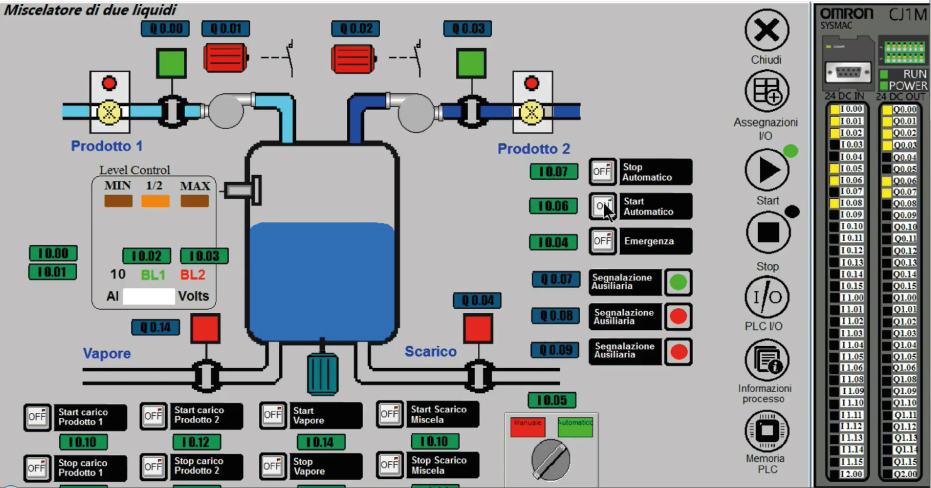 Miscelatore di due liquidi
Q 0.00
Q 0.01
Q 0.02
Q 0.03
Prodotto 1
Prodotto 2
Level Control
MIN 1/2 MAX
I 0.00
I 0.01
I 0.02
I 0.03
10 BL1 BL2
AI Volts
Q 0.14
Q 0.04
Vapore
Scarico
I 0.07
OFF
Stop
Automatico
I 0.06
Start
Automatico
I 0.04
OFF
Emergenza
Q 0.07
Segnalazione
Ausiliaria
Q 0.08
Segnalazione
Ausiliaria
Q 0.09
Segnalazione
Ausiliaria
I 0.05
Manuale
Automatico
OFF
Start carico
Prodotto 1
OFF
Start carico
Prodotto 2
OFF
Start
Vapore
OFF
Start Scarico
Miscela
I 0.10
I 0.12
I 0.14
I 0.10
OFF
Stop carico
Prodotto 1
OFF
Stop carico
Prodotto 2
OFF
Stop
Vapore
OFF
Stop Scarico
Miscela
Chiudi
Assegnazioni
I/O
Start
Stop
I/O
PLC I/O
Informazioni
processo
Memoria
PLC
OMRON CJ1M
SYSMAC
RUN
POWER
24 DC IN
24 DC OUT
I 0.00 Q0.00
I 0.01 Q0.01
I 0.02 Q0.02
I 0.03 Q0.03
I 0.04 Q0.04
I 0.05 Q0.05
I 0.06 Q0.06
I 0.07 Q0.07
I 0.08 Q0.08
I 0.09 Q0.09
I 0.10 Q0.10
I 0.11 Q0.11
I 0.12 Q0.12
I 0.13 Q0.13
I 0.14 Q0.14
I 0.15 Q0.15
I 1.00 Q1.00
I 1.01 Q1.01
I 1.02 Q1.02
I 1.03 Q1.03
I 1.04 Q1.04
I 1.05 Q1.05
I 1.06 Q1.06
I 1.08 Q1.08
I 1.09 Q1.09
I 1.10 Q1.10
I 1.11 Q1.11
I 1.12 Q1.12
I 1.13 Q1.13
I 1.14 Q1.14
I 1.15 Q1.15
I 2.00 Q2.00